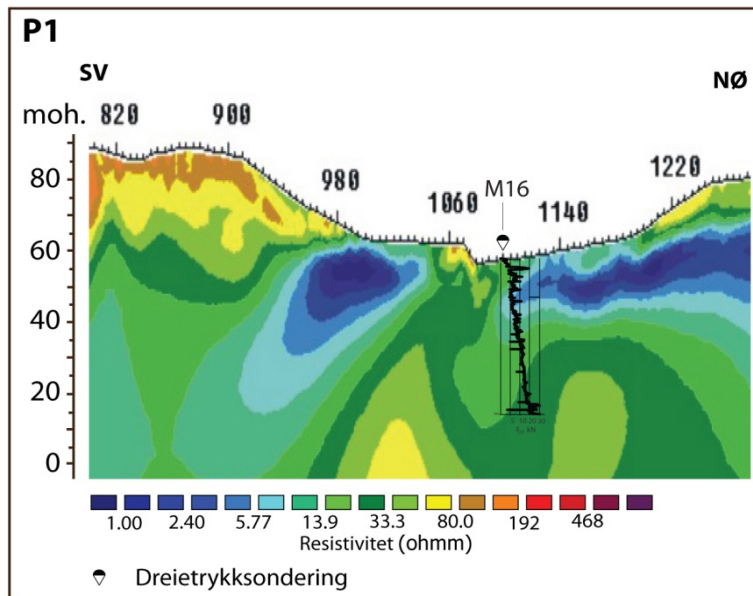 P1
SV
NØ
moh. 820 900
980 1060 M16 1140 1220
80
60
40
20
0
1.00 2.40 5.77 13.9 33.3 80.0 192 468
Resistivitet (ohmm)
Dreietrykksondering